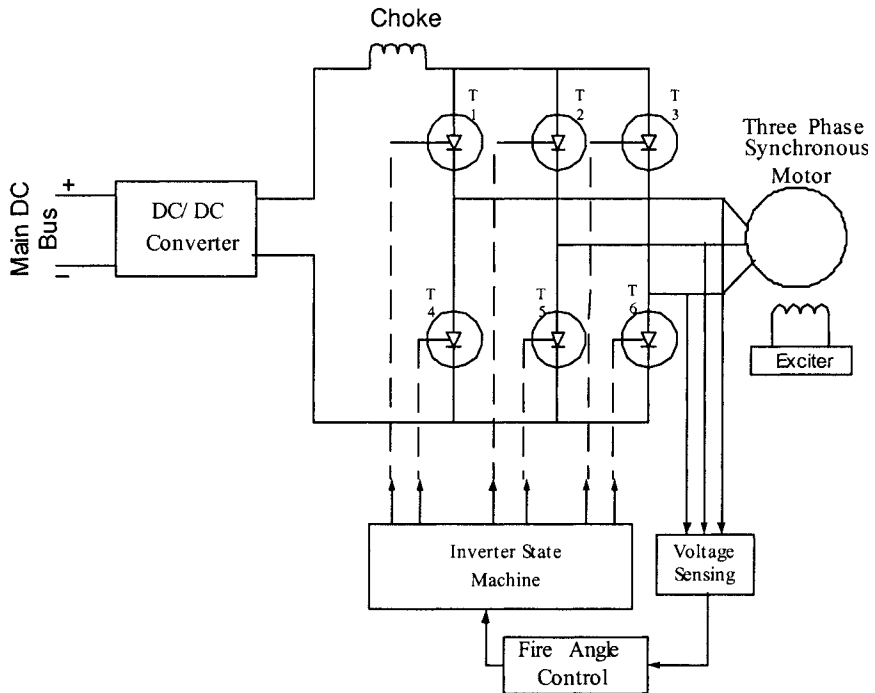 Choke
T
1
T
2
T
3
Three Phase
Synchronous
Motor
Main DC
Bus
+
–
DC/ DC
Converter
T
4
T
5
T
6
Exciter
Inverter State
Machine
Voltage
Sensing
Fire Angle
Control